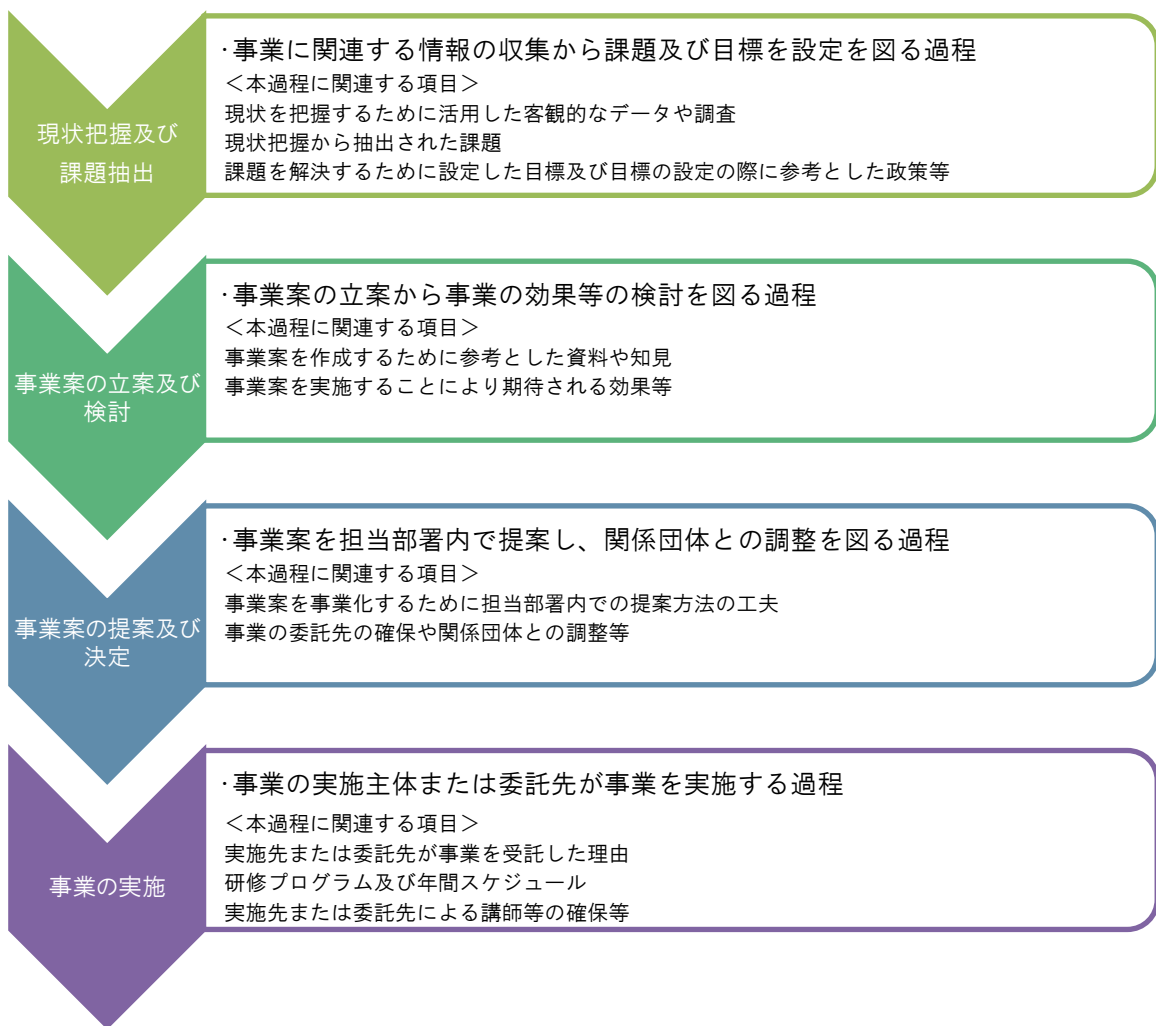 現状把握及び
課題抽出
·事業に関連する情報の収集から課題及び目標を設定を図る過程
＜本過程に関連する項目＞
現状を把握するために活用した客観的なデータや調査
現状把握から抽出された課題
課題を解決するために設定した目標及び目標の設定の際に参考とした政策等
事業案の立案及び
検討
·事業案の立案から事業の効果等の検討を図る過程
＜本過程に関連する項目＞
事業案を作成するために参考とした資料や知見
事業案を実施することにより期待される効果等
事業案の提案及び
決定
·事業案を担当部署内で提案し、関係団体との調整を図る過程
＜本過程に関連する項目＞
事業案を事業化するために担当部署内での提案方法の工夫
事業の委託先の確保や関係団体との調整等
事業の実施
·事業の実施主体または委託先が事業を実施する過程
＜本過程に関連する項目＞
実施先または委託先が事業を受託した理由
研修プログラム及び年間スケジュール
実施先または委託先による講師等の確保等